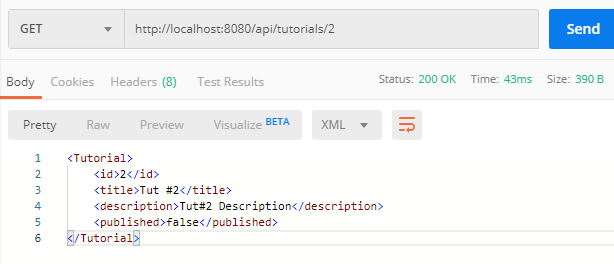 GET http://localhost:8080/api/tutorials/2 Send
Body Cookies Headers (8) Test Results Status: 200 OK Time: 43ms Size: 390 B
Pretty Raw Preview Visualize BETA XML
1 <Tutorial>
2 <id>2</id>
3 <title>Tut #2</title>
4 <description>Tut#2 Description</description>
5 <published>false</published>
6 </Tutorial>